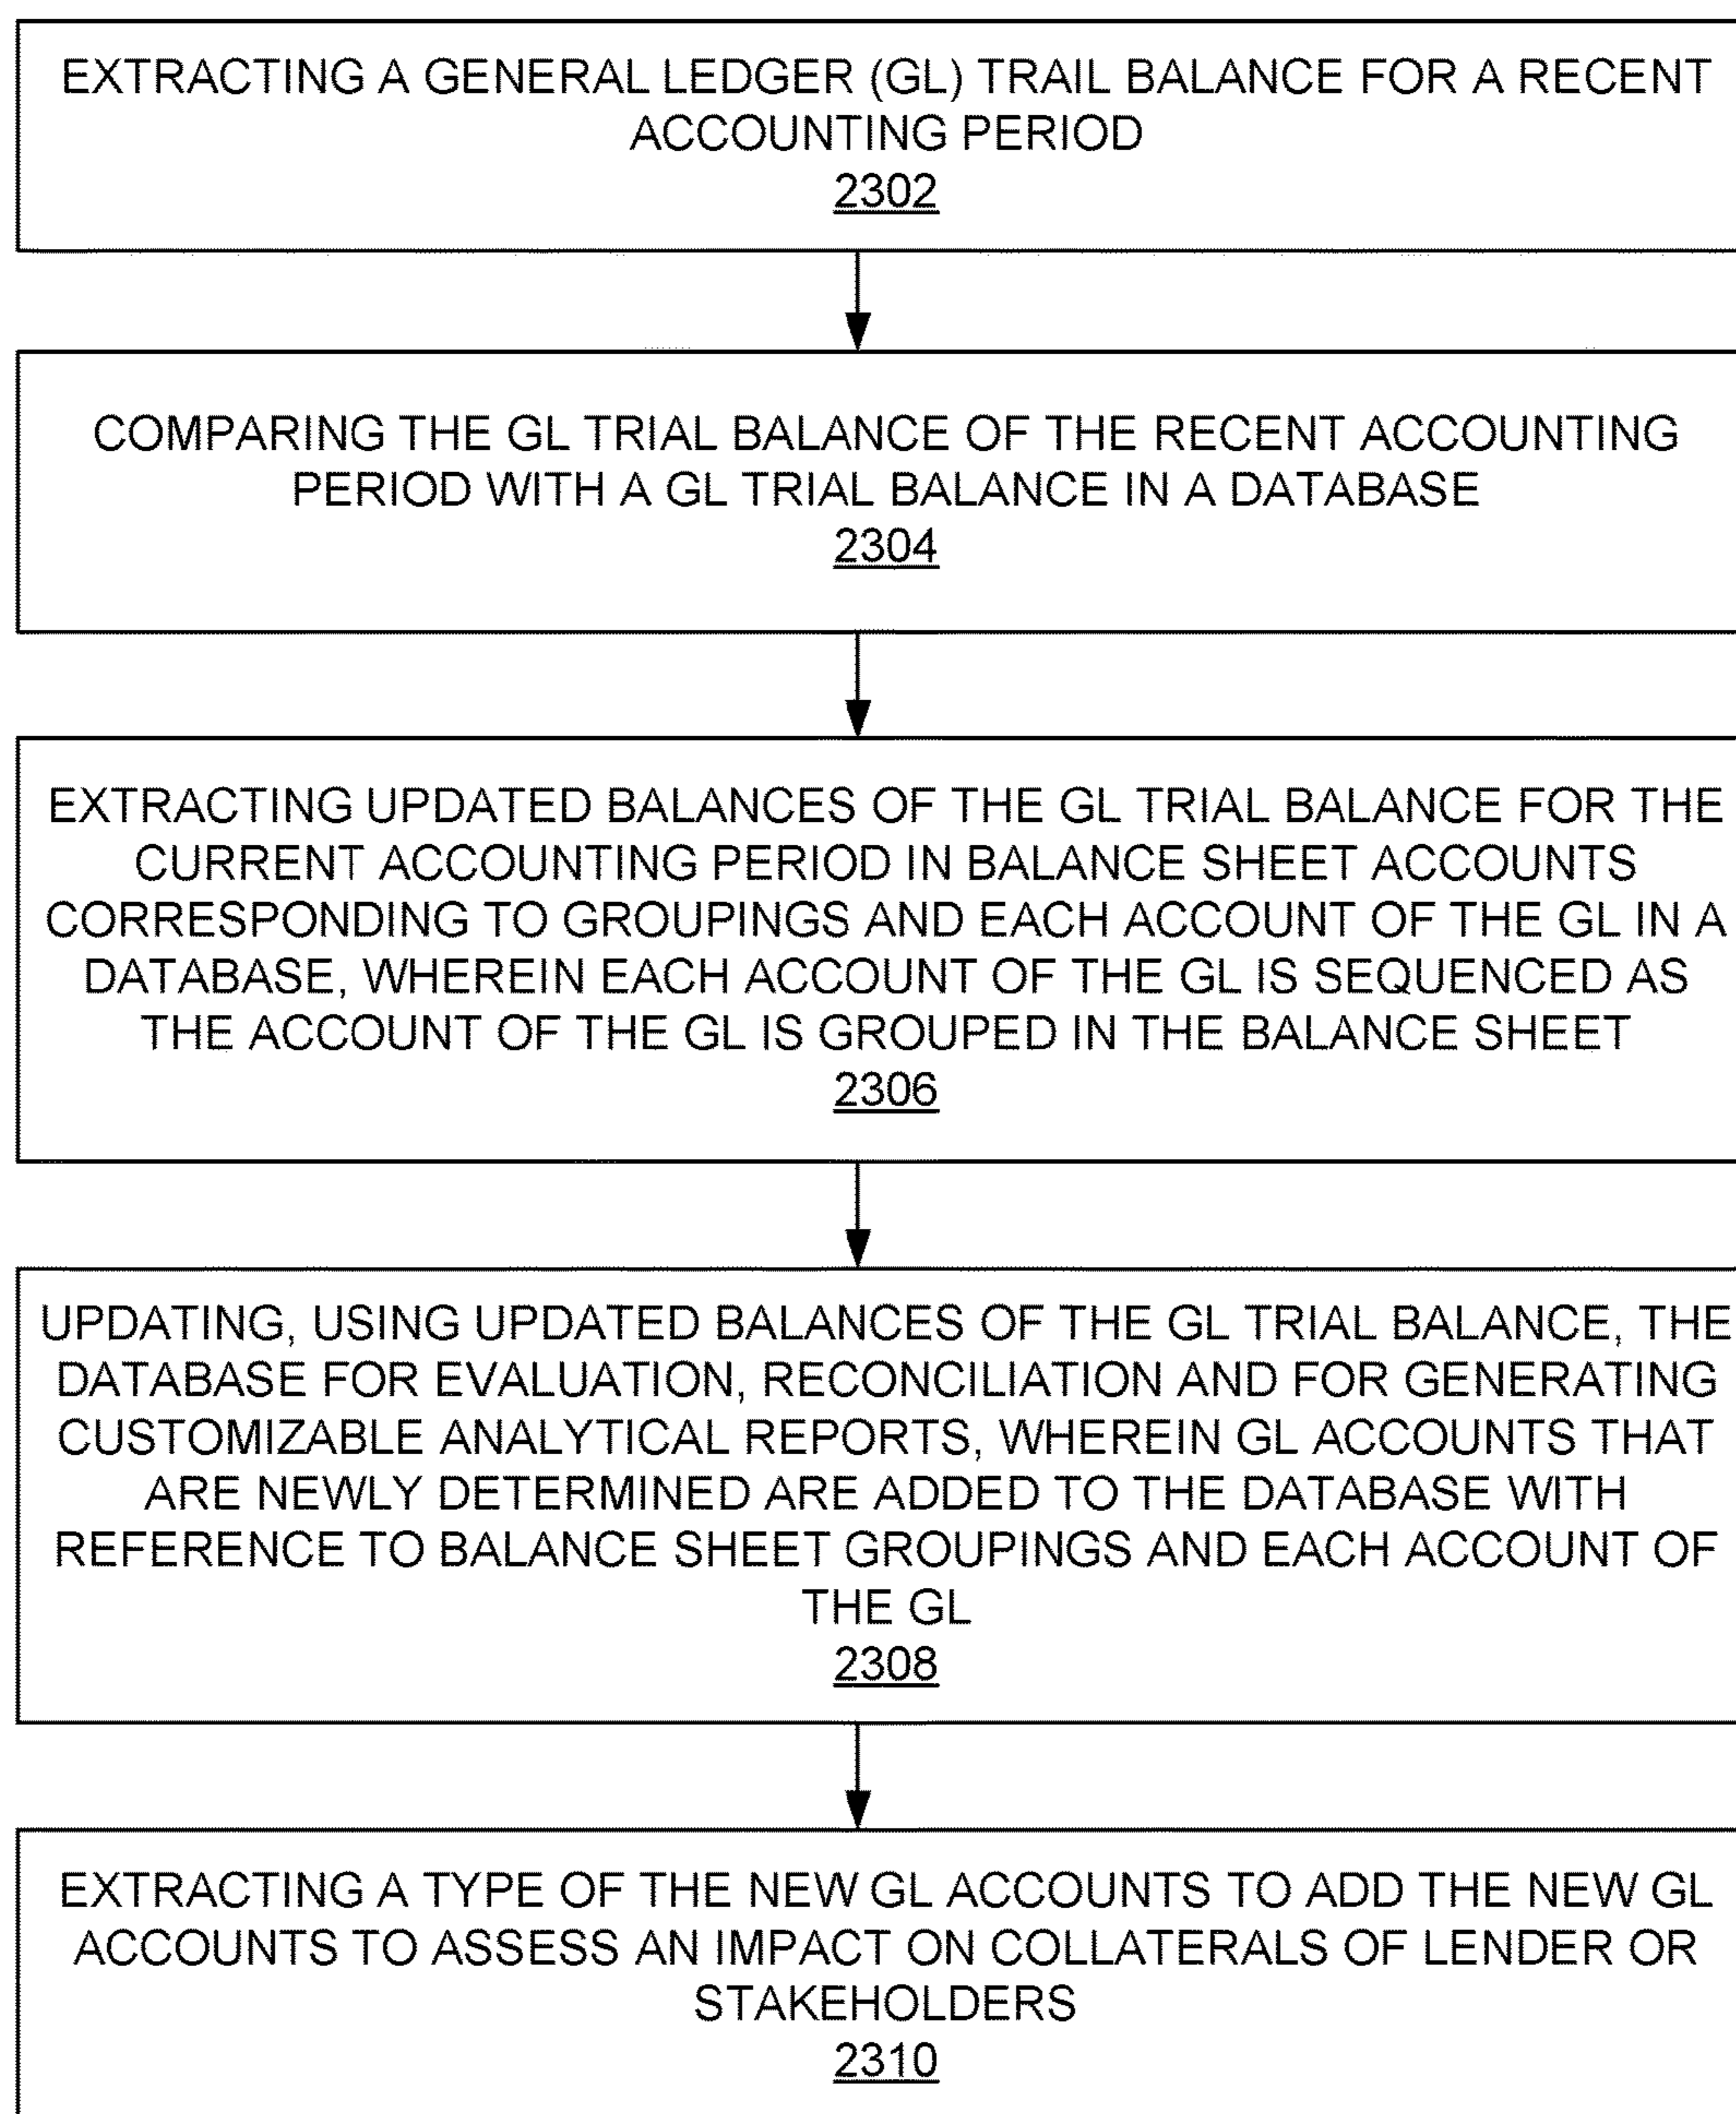 EXTRACTING A GENERAL LEDGER (GL) TRAIL BALANCE FOR A RECENT
ACCOUNTING PERIOD
2302
COMPARING THE GL TRIAL BALANCE OF THE RECENT ACCOUNTING
PERIOD WITH A GL TRIAL BALANCE IN A DATABASE
2304
EXTRACTING UPDATED BALANCES OF THE GL TRIAL BALANCE FOR THE
CURRENT ACCOUNTING PERIOD IN BALANCE SHEET ACCOUNTS
CORRESPONDING TO GROUPINGS AND EACH ACCOUNT OF THE GL IN A
DATABASE, WHEREIN EACH ACCOUNT OF THE GL IS SEQUENCED AS
THE ACCOUNT OF THE GL IS GROUPED IN THE BALANCE SHEET
2306
UPDATING, USING UPDATED BALANCES OF THE GL TRIAL BALANCE, THE
DATABASE FOR EVALUATION, RECONCILIATION AND FOR GENERATING
CUSTOMIZABLE ANALYTICAL REPORTS, WHEREIN GL ACCOUNTS THAT
ARE NEWLY DETERMINED ARE ADDED TO THE DATABASE WITH
REFERENCE TO BALANCE SHEET GROUPINGS AND EACH ACCOUNT OF
THE GL
2308
EXTRACTING A TYPE OF THE NEW GL ACCOUNTS TO ADD THE NEW GL
ACCOUNTS TO ASSESS AN IMPACT ON COLLATERALS OF LENDER OR
STAKEHOLDERS
2310